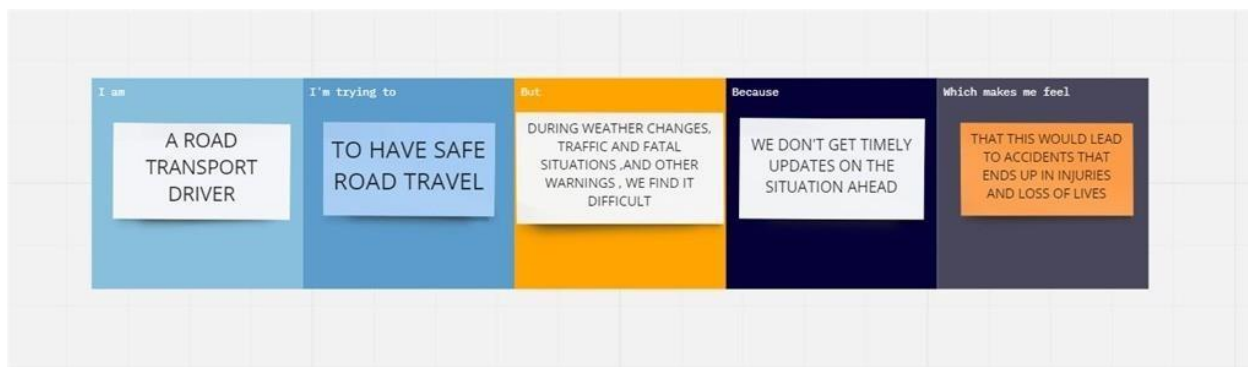 I am
A ROAD
TRANSPORT
DRIVER
I'm trying to
TO HAVE SAFE
ROAD TRAVEL
But
DURING WEATHER CHANGES,
TRAFFIC AND FATAL
SITUATIONS ,AND OTHER
WARNINGS , WE FIND IT
DIFFICULT
Because
WE DON'T GET TIMELY
UPDATES ON THE
SITUATION AHEAD
Which makes me feel
THAT THIS WOULD LEAD
TO ACCIDENTS THAT
ENDS UP IN INJURIES
AND LOSS OF LIVES